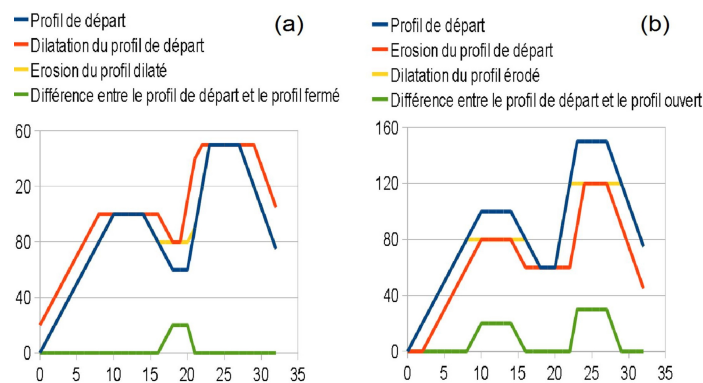 (a)
Profil de départ
Dilatation du profil de départ
Erosion du profil dilaté
Différence entre le profil de départ et le profil fermé
60
20
80
40
0
0 5 10 15 20 25 30 35
(b)
Profil de départ
Erosion du profil de départ
Dilatation du profil érodé
Différence entre le profil de départ et le profil ouvert
160
120
80
40
0
0 5 10 15 20 25 30 35